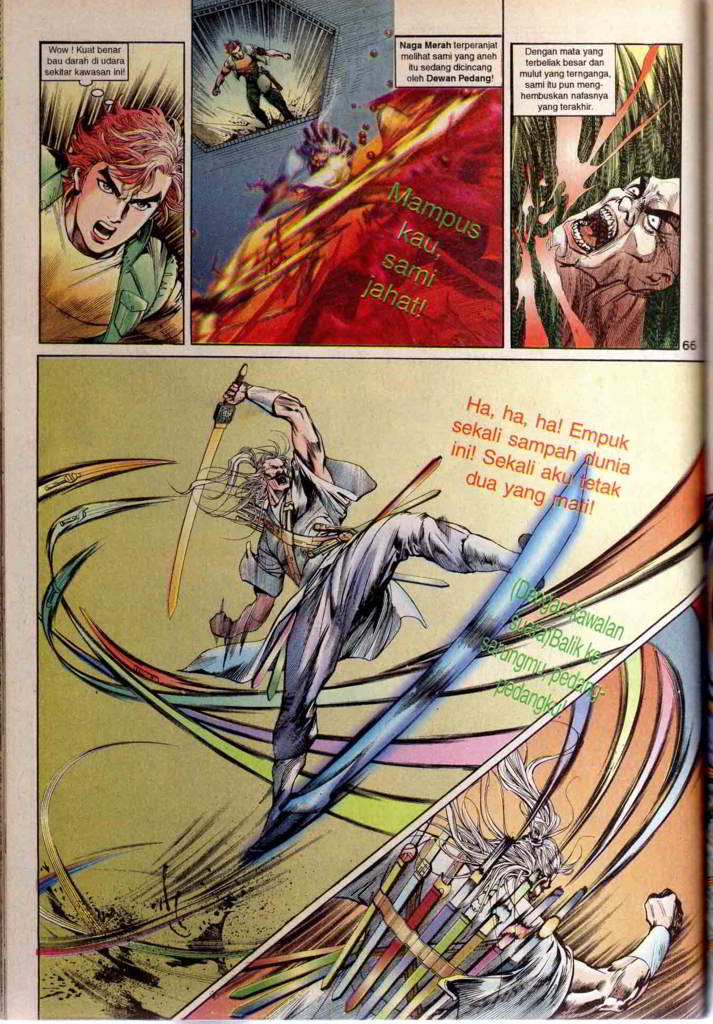 Wow ! Kuat benar
bau darah di udara
sekitar kawasan ini!
Naga Merah terperanjat
melihat sami yang aneh
itu sedang dicincang
oleh Dewan Pedang!
Mampus
kau,
sami
jahat!
Dengan mata yang
terbeliak besar dan
mulut yang ternganga,
sami itu pun meng-
hembuskan nafasnya
yang terakhir.
66
Ha, ha, ha! Empuk
sekali sampah dunia
ini! Sekali aku tetak
dua yang mati!
(Dengan kawalan
suara)Balik ke
sarangmu, pedang-
pedangku!